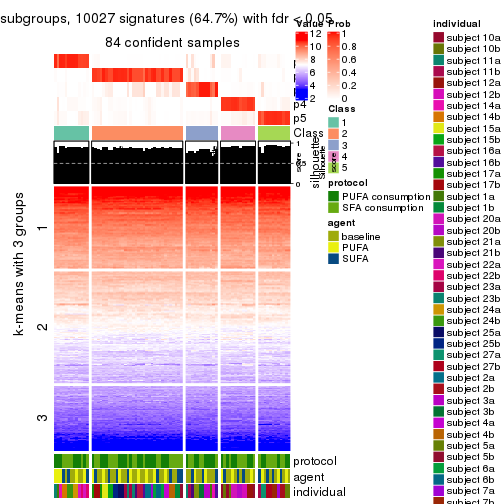 subgroups, 10027 signatures (64.7%) with fdr < 0.05
84 confident samples
p4
p5
Class
1
0.5
0
silhouette
score
k-means with 3 groups
1
2
3
protocol
agent
individual
Value
12
10
8
6
4
2
Prob
1
0.8
0.6
0.4
0.2
0
Class
1
2
3
4
5
protocol
PUFA consumption
SFA consumption
agent
baseline
PUFA
SUFA
individual
subject 10a
subject 10b
subject 11a
subject 11b
subject 12a
subject 12b
subject 14a
subject 14b
subject 15a
subject 15b
subject 16a
subject 16b
subject 17a
subject 17b
subject 1a
subject 1b
subject 20a
subject 20b
subject 21a
subject 21b
subject 22a
subject 22b
subject 23a
subject 23b
subject 24a
subject 24b
subject 25a
subject 25b
subject 27a
subject 27b
subject 2a
subject 2b
subject 3a
subject 3b
subject 4a
subject 4b
subject 5a
subject 5b
subject 6a
subject 6b
subject 7a
subject 7b